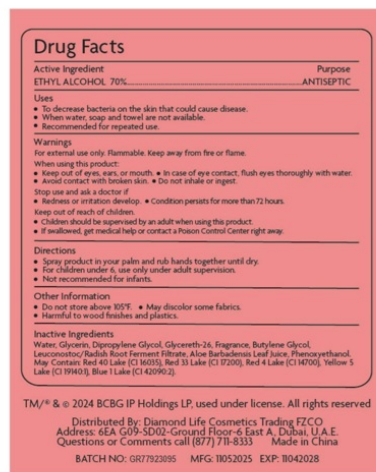 Drug Facts
Active Ingredient Purpose
ETHYL ALCOHOL 70%......ANTISEPTIC
Uses
• To decrease bacteria on the skin that could cause disease.
• When water, soap and towel are not available.
• Recommended for repeated use.
Warnings
For external use only. Flammable. Keep away from fire or flame.
When using this product:
• Keep out of eyes, ears, or mouth. • In case of eye contact, flush eyes thoroughly with water.
• Avoid contact with broken skin. • Do not inhale or ingest.
Stop use and ask a doctor if
• Redness or irritation develop. • Condition persists for more than 72 hours.
Keep out of reach of children.
• Children should be supervised by an adult when using this product.
• If swallowed, get medical help or contact a Poison Control Center right away.
Directions
• Spray product in your palm and rub hands together until dry.
• For children under 6, use only under adult supervision.
• Not recommended for infants.
Other Information
• Do not store above 105°F. • May discolor some fabrics.
• Harmful to wood finishes and plastics.
Inactive Ingredients
Water, Glycerin, Dipropylene Glycol, Glycereth-26, Fragrance, Butylene Glycol,
Leuconostoc/Radish Root Ferment Filtrate, Aloe Barbadensis Leaf Juice, Phenoxyethanol.
May Contain: Red 40 Lake (CI 16035), Red 33 Lake (CI 17200), Red 4 Lake (CI 14700), Yellow 5
Lake (CI 19140:1), Blue 1 Lake (CI 42090:2).
TM/® & © 2024 BCBG IP Holdings LP, used under license. All rights reserved
Distributed By: Diamond Life Cosmetics Trading FZCO
Address: 6EA G09-SD02-Ground Floor-6 East A, Dubai, U.A.E.
Questions or Comments call (877) 711-8333 Made in China
BATCH NO: GR77923895 MFG: 11052025 EXP: 11042028